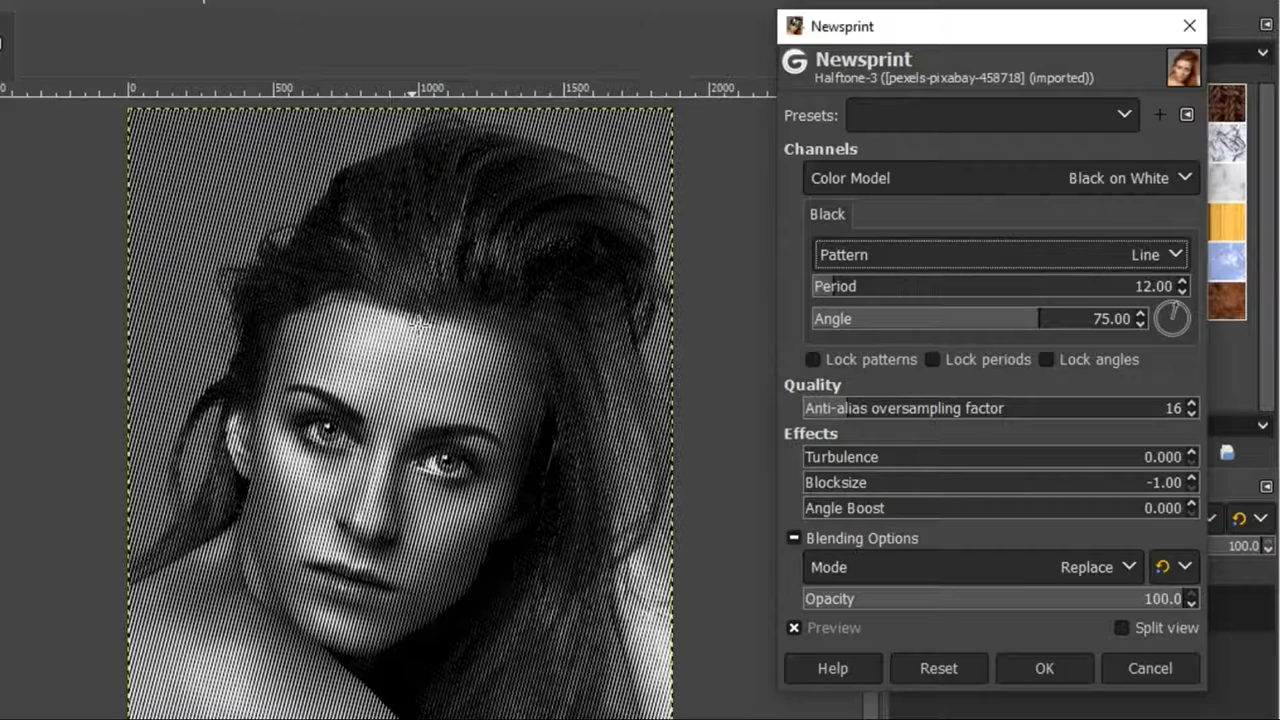 Newsprint
Newsprint
Halftone-3 ([pexels-pixabay-458718] (imported))
0
500
1000
1500
2000
Presets:
Channels
Color Model Black on White
Black
Pattern Line
Period 12.00
Angle 75.00
Lock patterns Lock periods Lock angles
Quality
Anti-alias oversampling factor 16
Effects
Turbulence 0.000
Blocksize -1.00
Angle Boost 0.000
Blending Options
100.0
Mode Replace
Opacity 100.0
Preview Split view
Help Reset OK Cancel